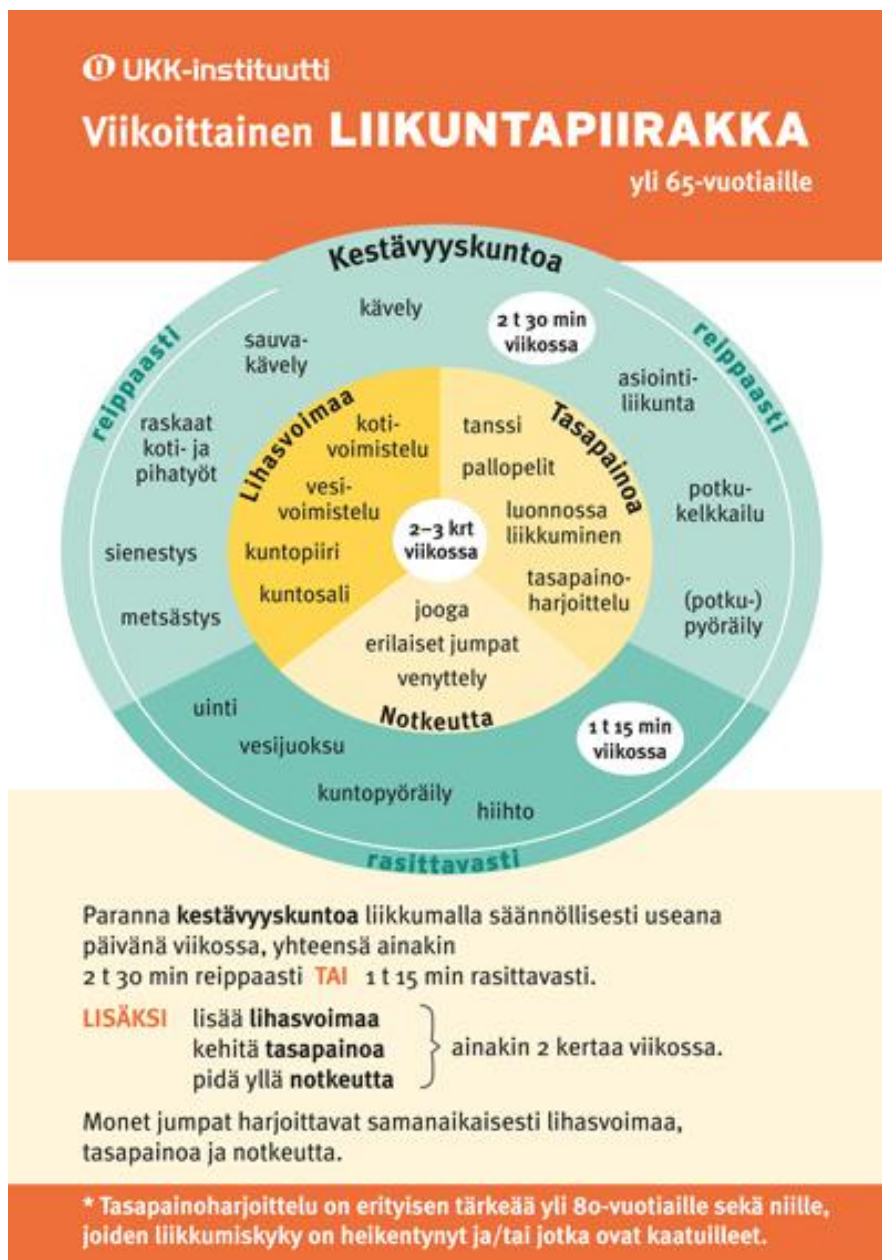 UKK-instituutti
Viikoittainen LIIKUNTAPIIRAKKA
yli 65-vuotiaille
Kestävyyskuntoa
reippaasti
reippaasti
kävely
2 t 30 min
viikossa
sauva-
kävely
asiointi-
liikunta
raskaat
koti- ja
pihatyöt
potku-
kelkkailu
sienestys
metsästys
(potku-)
pyöräily
Lihasvoimaa
koti-
voimistelu
vesi-
voimistelu
kuntopiiri
kuntosali
Tasapainoa
tanssi
pallopelit
luonnossa
liikkuminen
tasapaino-
harjoittelu
2–3 krt
viikossa
jooga
erilaiset jumpat
venyttely
Notkeutta
uinti
vesijuoksu
kuntopyöräily
hiihto
1 t 15 min
viikossa
rasittavasti
Paranna kestävyyskuntoa liikkumalla säännöllisesti useana
päivänä viikossa, yhteensä ainakin
2 t 30 min reippaasti TAI 1 t 15 min rasittavasti.
LISÄKSI lisää lihasvoimaa
kehitä tasapainoa
pidä yllä notkeutta
ainakin 2 kertaa viikossa.
Monet jumpat harjoittavat samanaikaisesti lihasvoimaa,
tasapainoa ja notkeutta.
* Tasapainoharjoittelu on erityisen tärkeää yli 80-vuotiaille sekä niille,
joiden liikkumiskyky on heikentynyt ja/tai jotka ovat kaatuilleet.